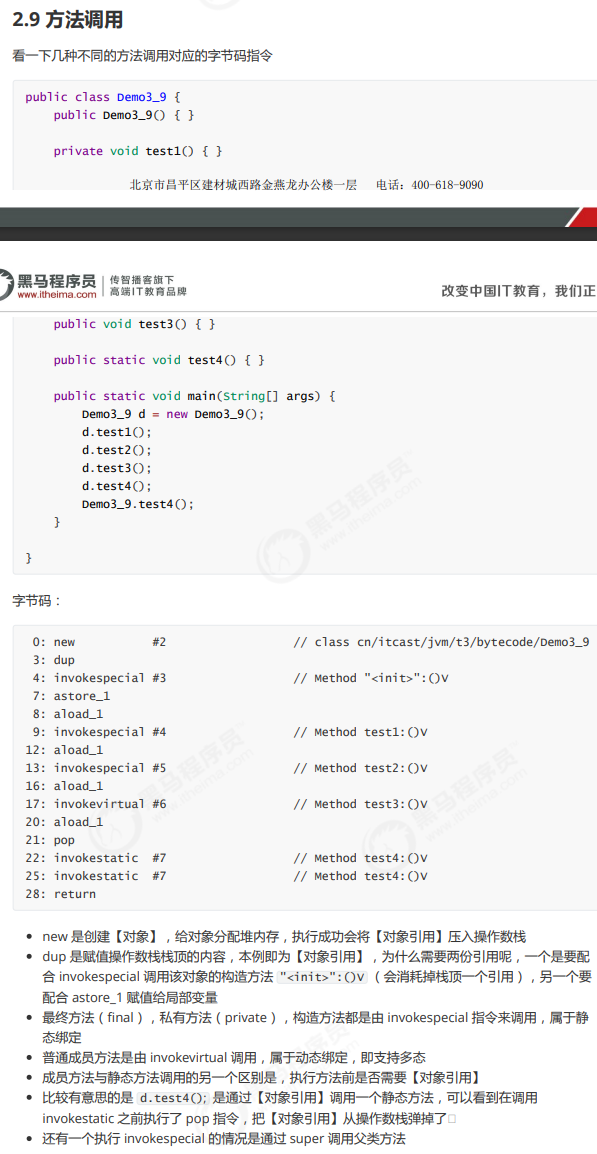 2.9 方法调用
看一下几种不同的方法调用对应的字节码指令
public class Demo3_9 {
public Demo3_9() { }
private void test1() { }
北京市昌平区建材城西路金燕龙办公楼一层 电话：400-618-9090
黑马程序员
www.itheima.com
传智播客旗下
高端IT教育品牌
改变中国IT教育，我们正
public void test3() { }
public static void test4() { }
public static void main(String[] args) {
Demo3_9 d = new Demo3_9();
d.test1();
d.test2();
d.test3();
d.test4();
Demo3_9.test4();
}
}
字节码：
0: new #2 // class cn/itcast/jvm/t3/bytecode/Demo3_9
3: dup
4: invokespecial #3 // Method "<init>":()V
7: astore_1
8: aload_1
9: invokespecial #4 // Method test1:()V
12: aload_1
13: invokespecial #5 // Method test2:()V
16: aload_1
17: invokevirtual #6 // Method test3:()V
20: aload_1
21: pop
22: invokestatic #7 // Method test4:()V
25: invokestatic #7 // Method test4:()V
28: return
• new 是创建【对象】，给对象分配堆内存，执行成功会将【对象引用】压入操作数栈
• dup 是赋值操作数栈栈顶的内容，本例即为【对象引用】，为什么需要两份引用呢，一个是要配
合 invokespecial 调用该对象的构造方法 "<init>":()V （会消耗掉栈顶一个引用），另一个要
配合 astore_1 赋值给局部变量
• 最终方法（final），私有方法（private），构造方法都是由 invokespecial 指令来调用，属于静
态绑定
• 普通成员方法是由 invokevirtual 调用，属于动态绑定，即支持多态
• 成员方法与静态方法调用的另一个区别是，执行方法前是否需要【对象引用】
• 比较有意思的是 d.test4(); 是通过【对象引用】调用一个静态方法，可以看到在调用
invokestatic 之前执行了 pop 指令，把【对象引用】从操作数栈弹掉了
• 还有一个执行 invokespecial 的情况是通过 super 调用父类方法